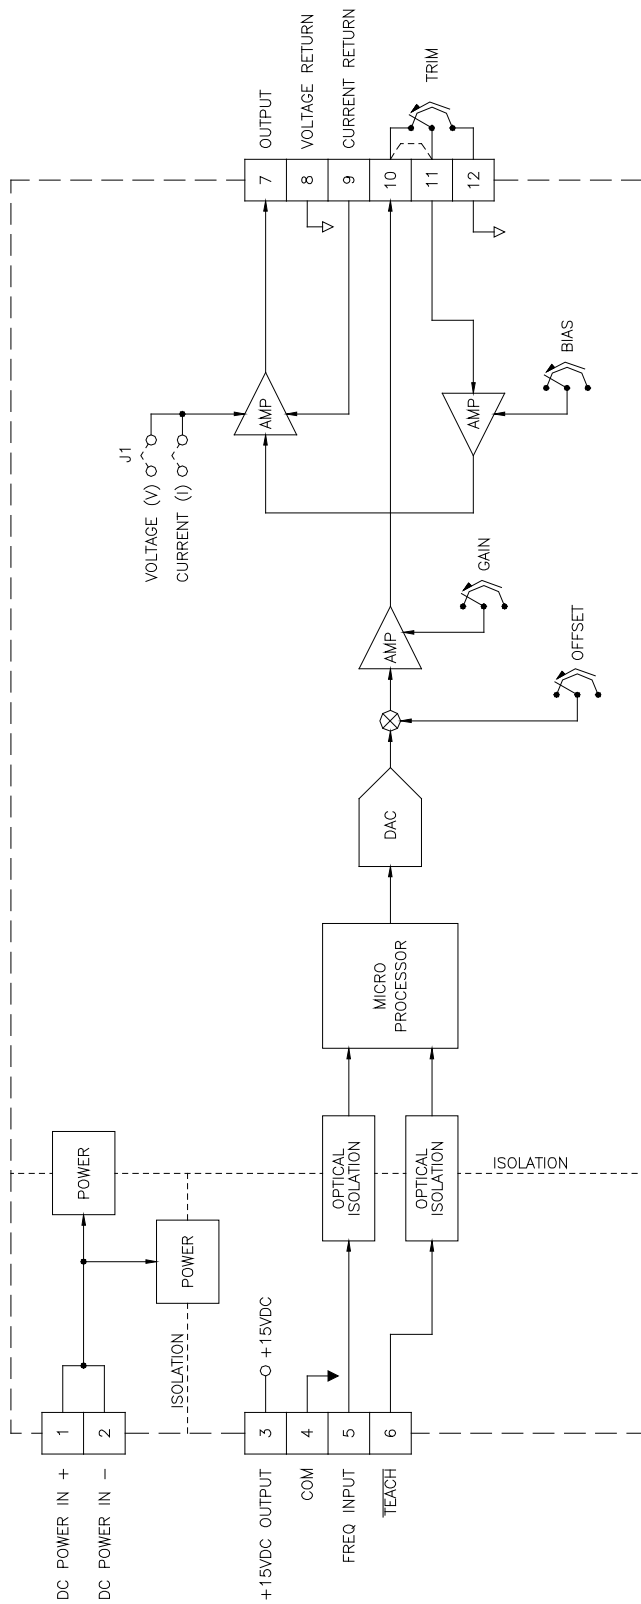 DC POWER IN +
DC POWER IN –
1
2
POWER
POWER
ISOLATION
+15VDC OUTPUT
COM
FREQ INPUT
TEACH
3
4
5
6
+15VDC
OPTICAL
ISOLATION
OPTICAL
ISOLATION
ISOLATION
MICRO
PROCESSOR
DAC
OFFSET
AMP
GAIN
J1
VOLTAGE (V)
CURRENT (I)
AMP
AMP
BIAS
7
8
9
10
11
12
OUTPUT
VOLTAGE RETURN
CURRENT RETURN
TRIM